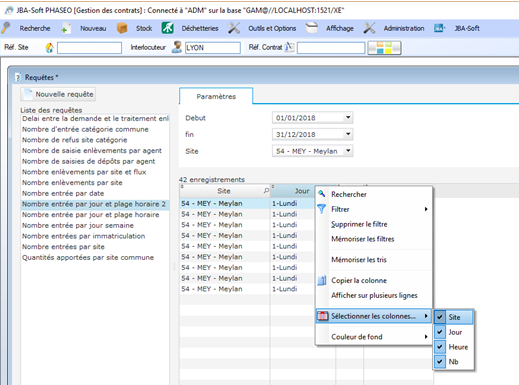 JBA-Soft PHASEO [Gestion des contrats] : Connecté à "ADM" sur la base "GAM@//LOCALHOST:1521/XE"
Recherche Nouveau Stock Déchetteries Outils et Options Affichage Administration JBA-Soft
Réf. Site Interlocuteur LYON Réf. Contrat
Requêtes *
Nouvelle requête
Liste des requêtes
Delai entre la demande et le traitement enl
Nombre d'entrée catégorie commune
Nombre de refus site catégorie
Nombre de saisie enlèvements par agent
Nombre de saisies de dépôts par agent
Nombre enlèvements par site et flux
Nombre enlèvements par site
Nombre entrée par date
Nombre entrée par jour et plage horaire 2
Nombre entrée par jour et plage horaire
Nombre entrée par jour semaine
Nombre entrées par immatriculation
Nombre entrées par site
Quantités apportées par site commune
Paramètres
Debut 01/01/2018
fin 31/12/2018
Site 54 - MEY - Meylan
42 enregistrements
Site Jour
54 - MEY - Meylan 1-Lundi
54 - MEY - Meylan 1-Lundi
54 - MEY - Meylan 1-Lundi
54 - MEY - Meylan 1-Lundi
54 - MEY - Meylan 1-Lundi
54 - MEY - Meylan 1-Lundi
54 - MEY - Meylan 1-Lundi
54 - MEY - Meylan 1-Lundi
Rechercher
Filtrer
Supprimer le filtre
Mémoriser les filtres
Mémoriser les tris
Copier la colonne
Afficher sur plusieurs lignes
Sélectionner les colonnes...
Couleur de fond
Site
Jour
Heure
Nb